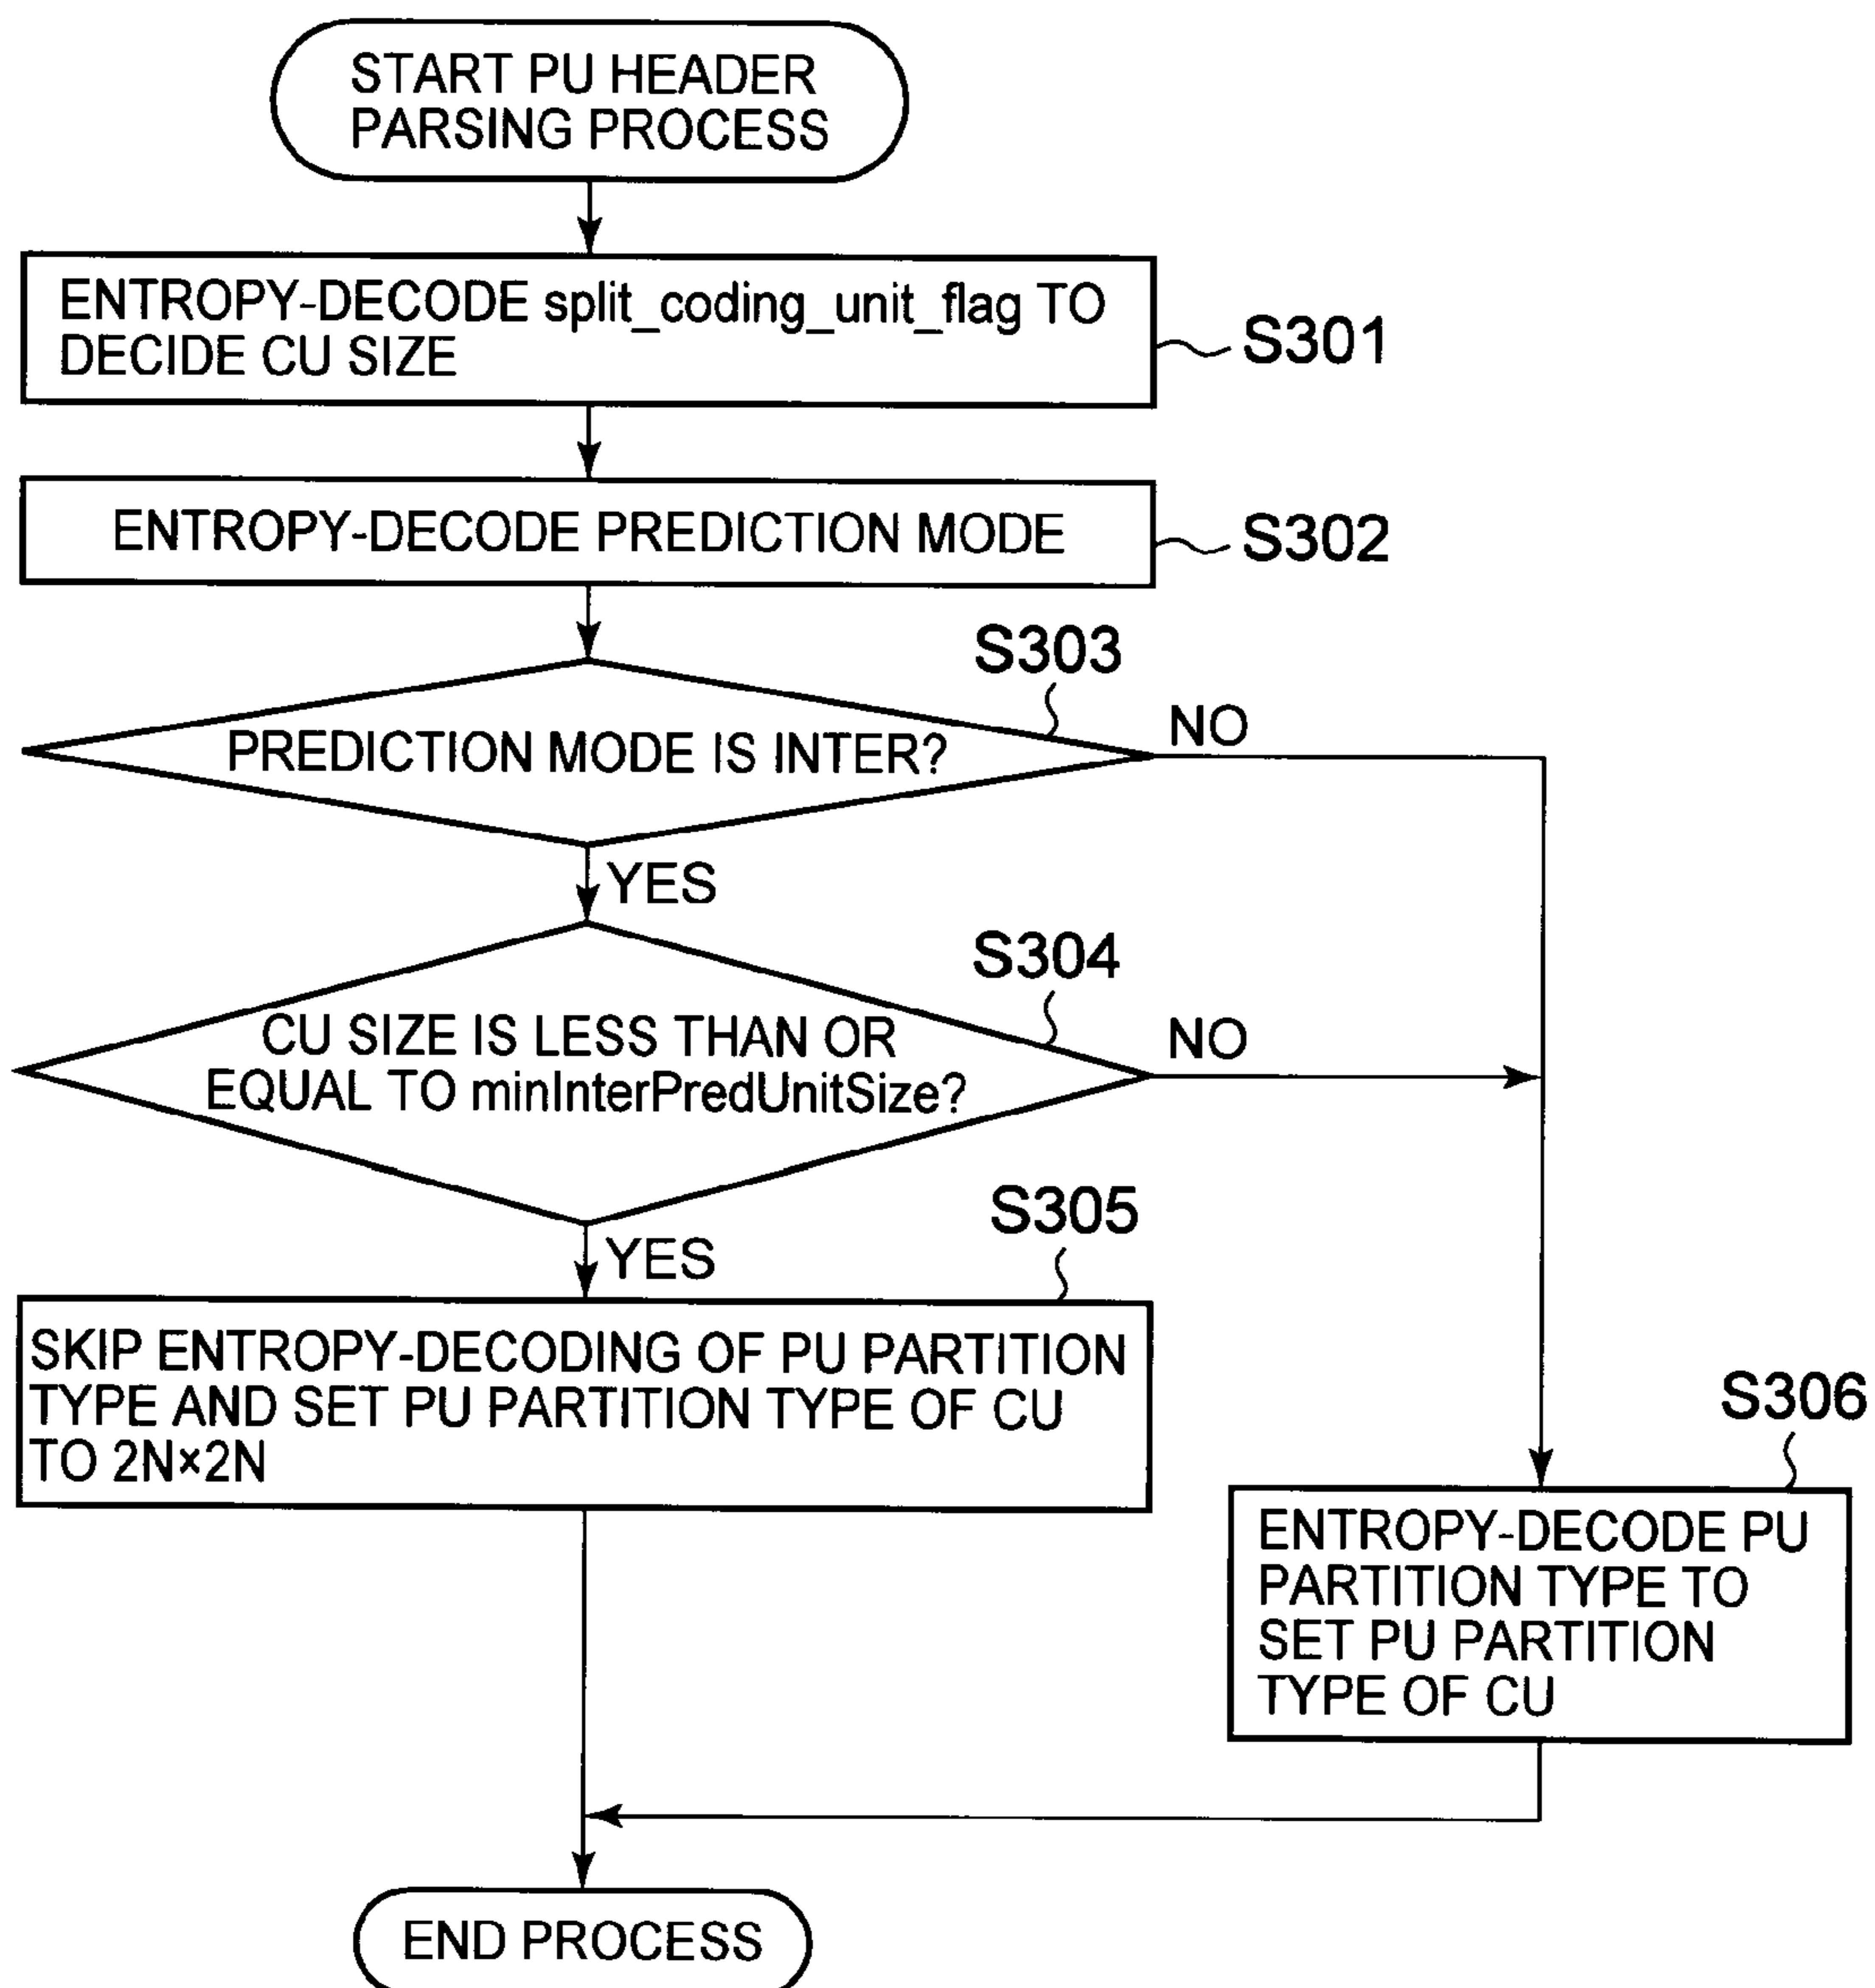 START PU HEADER
PARSING PROCESS
ENTROPY-DECODE split_coding_unit_flag TO
DECIDE CU SIZE
S301
ENTROPY-DECODE PREDICTION MODE
S302
S303
PREDICTION MODE IS INTER?
NO
YES
S304
CU SIZE IS LESS THAN OR
EQUAL TO minInterPredUnitSize?
NO
YES
S305
SKIP ENTROPY-DECODING OF PU PARTITION
TYPE AND SET PU PARTITION TYPE OF CU
TO 2N×2N
S306
ENTROPY-DECODE PU
PARTITION TYPE TO
SET PU PARTITION
TYPE OF CU
END PROCESS